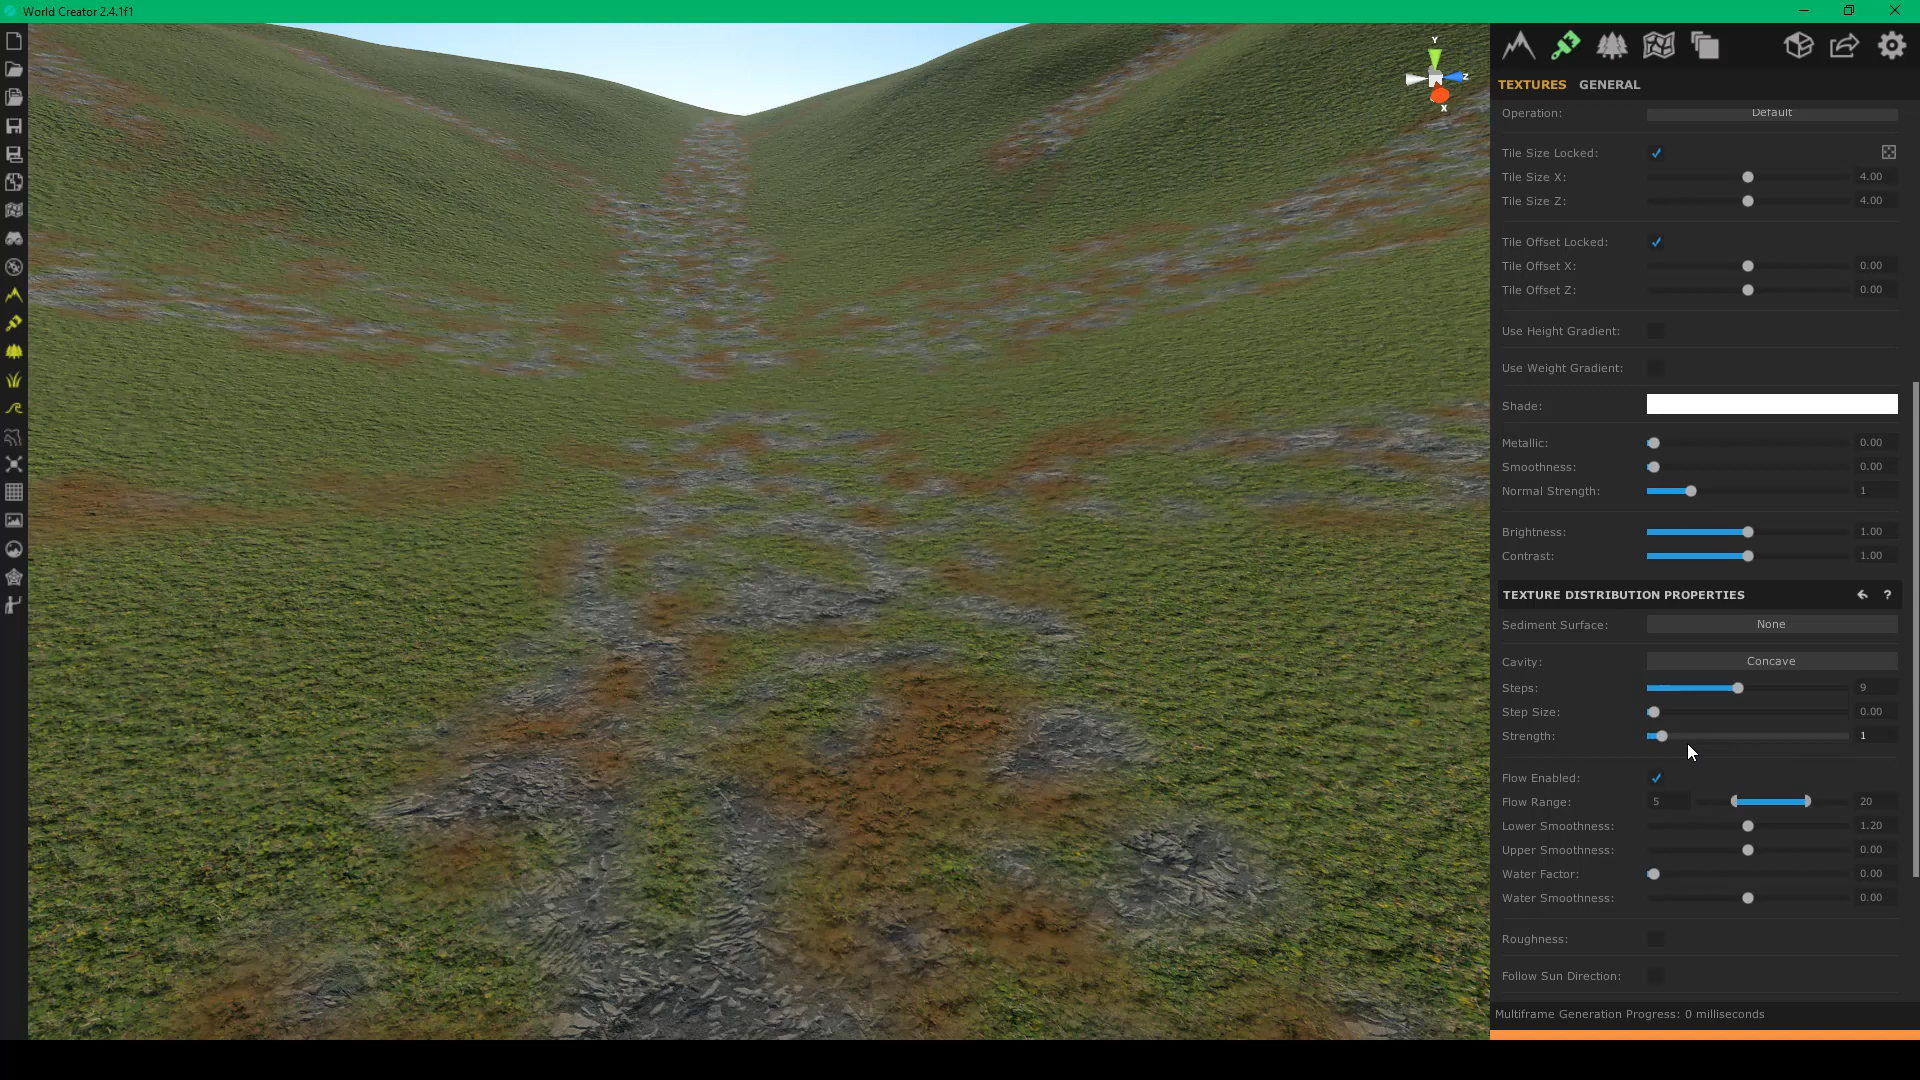 World Creator 2.4.1f1
Y
Z
X
TEXTURES GENERAL
Operation: Default
Tile Size Locked:
Tile Size X: 4.00
Tile Size Z: 4.00
Tile Offset Locked:
Tile Offset X: 0.00
Tile Offset Z: 0.00
Use Height Gradient:
Use Weight Gradient:
Shade:
Metallic: 0.00
Smoothness: 0.00
Normal Strength: 1
Brightness: 1.00
Contrast: 1.00
TEXTURE DISTRIBUTION PROPERTIES ?
Sediment Surface: None
Cavity: Concave
Steps: 9
Step Size: 0.00
Strength: 1
Flow Enabled:
Flow Range: 5 20
Lower Smoothness: 1.20
Upper Smoothness: 0.00
Water Factor: 0.00
Water Smoothness: 0.00
Roughness:
Follow Sun Direction:
Multiframe Generation Progress: 0 milliseconds